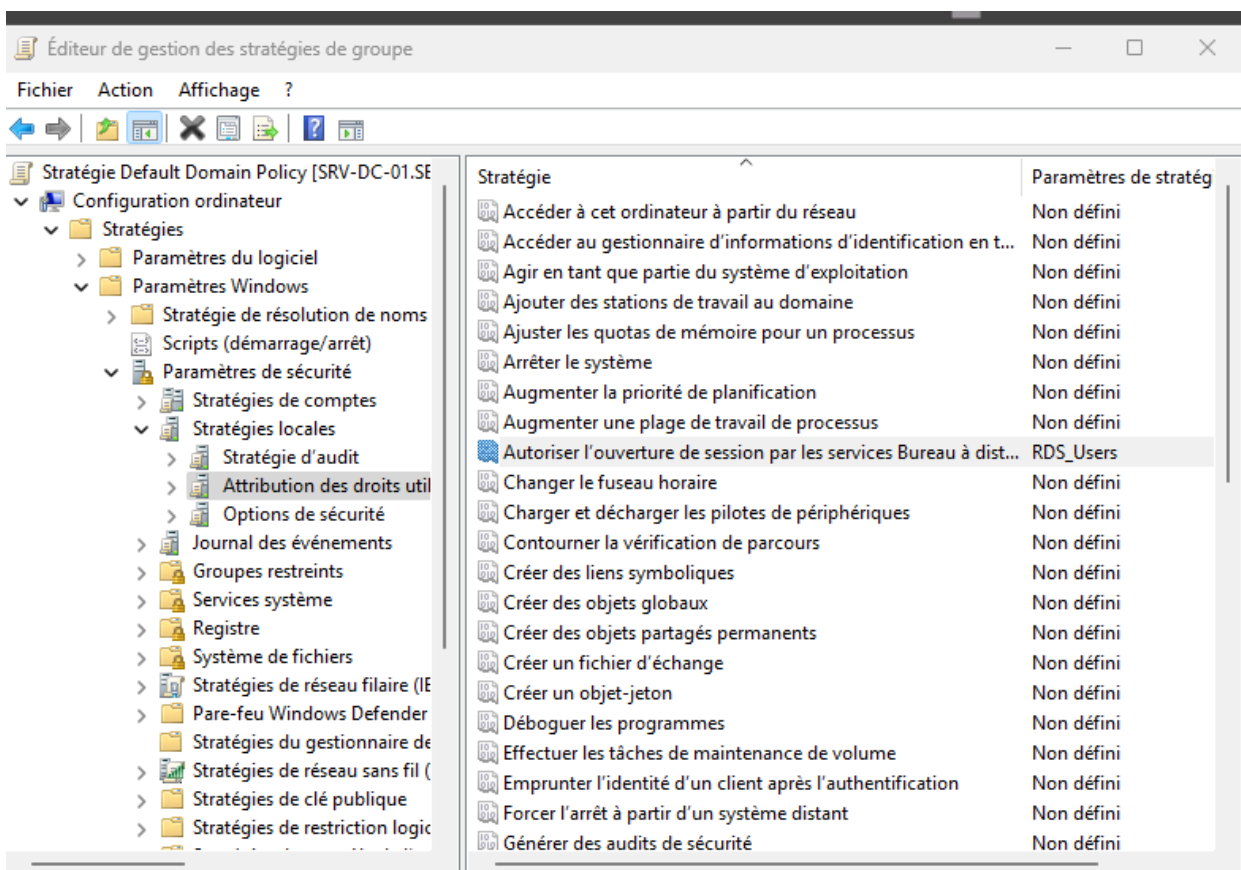 Éditeur de gestion des stratégies de groupe
Fichier Action Affichage ?
Stratégie Default Domain Policy [SRV-DC-01.SE
Configuration ordinateur
Stratégies
Paramètres du logiciel
Paramètres Windows
Stratégie de résolution de noms
Scripts (démarrage/arrêt)
Paramètres de sécurité
Stratégies de comptes
Stratégies locales
Stratégie d'audit
Attribution des droits util
Options de sécurité
Journal des événements
Groupes restreints
Services système
Registre
Système de fichiers
Stratégies de réseau filaire (IE
Pare-feu Windows Defender
Stratégies du gestionnaire de
Stratégies de réseau sans fil (
Stratégies de clé publique
Stratégies de restriction logic
Stratégie Paramètres de stratég
Accéder à cet ordinateur à partir du réseau Non défini
Accéder au gestionnaire d'informations d'identification en t... Non défini
Agir en tant que partie du système d'exploitation Non défini
Ajouter des stations de travail au domaine Non défini
Ajuster les quotas de mémoire pour un processus Non défini
Arrêter le système Non défini
Augmenter la priorité de planification Non défini
Augmenter une plage de travail de processus Non défini
Autoriser l'ouverture de session par les services Bureau à dist... RDS_Users
Changer le fuseau horaire Non défini
Charger et décharger les pilotes de périphériques Non défini
Contourner la vérification de parcours Non défini
Créer des liens symboliques Non défini
Créer des objets globaux Non défini
Créer des objets partagés permanents Non défini
Créer un fichier d'échange Non défini
Créer un objet-jeton Non défini
Déboguer les programmes Non défini
Effectuer les tâches de maintenance de volume Non défini
Emprunter l'identité d'un client après l'authentification Non défini
Forcer l'arrêt à partir d'un système distant Non défini
Générer des audits de sécurité Non défini